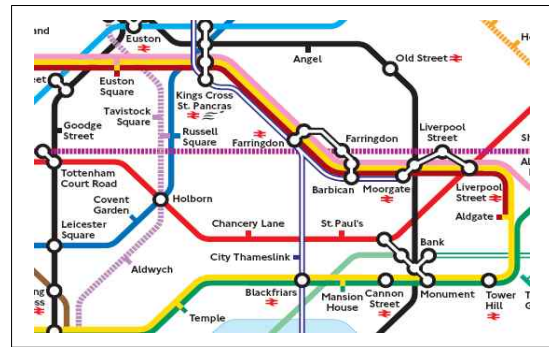 and
Euston
Angel
Old Street
Euston
Square
Kings Cross
St. Pancras
Tavistock
Square
Goodge
Street
Russell
Square
Farringdon
Farringdon
Liverpool
Street
Tottenham
Court Road
Barbican
Moorgate
Liverpool
Street
Covent
Garden
Holborn
Aldgate
Leicester
Square
Chancery Lane
St.Paul's
Bank
City Thameslink
Aldwych
Blackfriars
Mansion
House
Cannon
Street
Monument
Tower
Hill
Temple